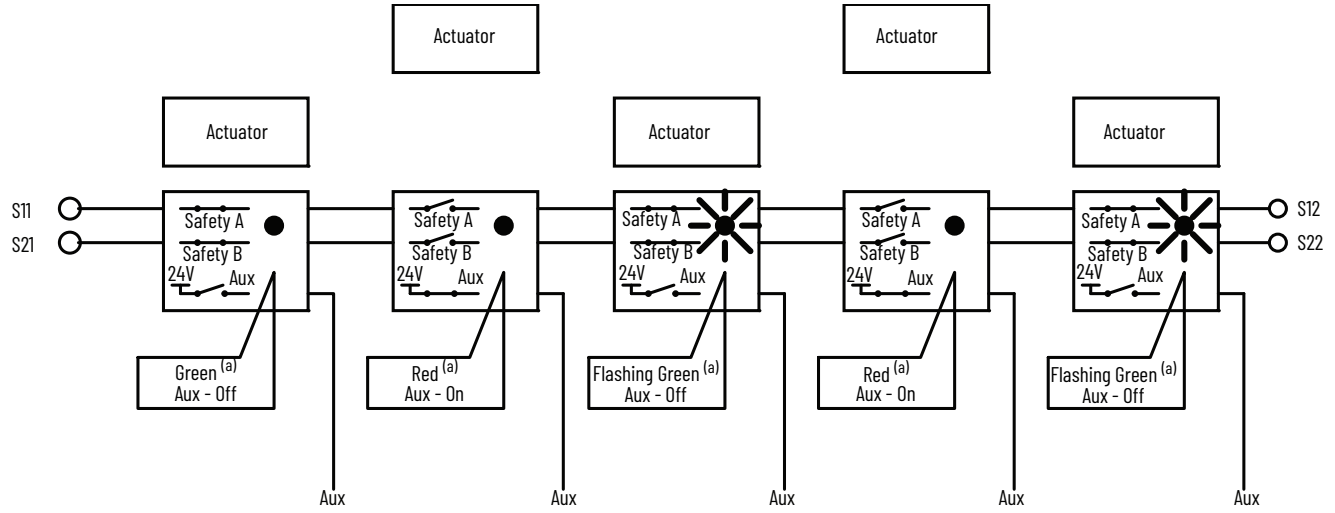 Actuator
Actuator
Actuator
Actuator
Actuator
S11
S21
Safety A
Safety B
24V
Aux
Safety A
Safety B
24V
Aux
Safety A
Safety B
24V
Aux
Safety A
Safety B
24V
Aux
Safety A
Safety B
24V
Aux
S12
S22
Green (a)
Aux - Off
Red (a)
Aux - On
Flashing Green (a)
Aux - Off
Red (a)
Aux - On
Flashing Green (a)
Aux - Off
Aux
Aux
Aux
Aux
Aux